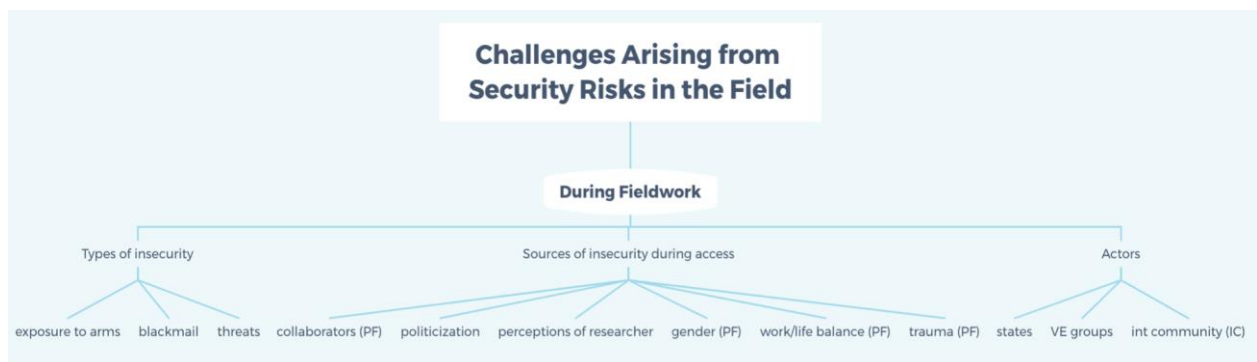 Challenges Arising from
Security Risks in the Field
During Fieldwork
Types of insecurity
Sources of insecurity during access
Actors
exposure to arms
blackmail
threats
collaborators (PF)
politicization
perceptions of researcher
gender (PF)
work/life balance (PF)
trauma (PF)
states
VE groups
int community (IC)